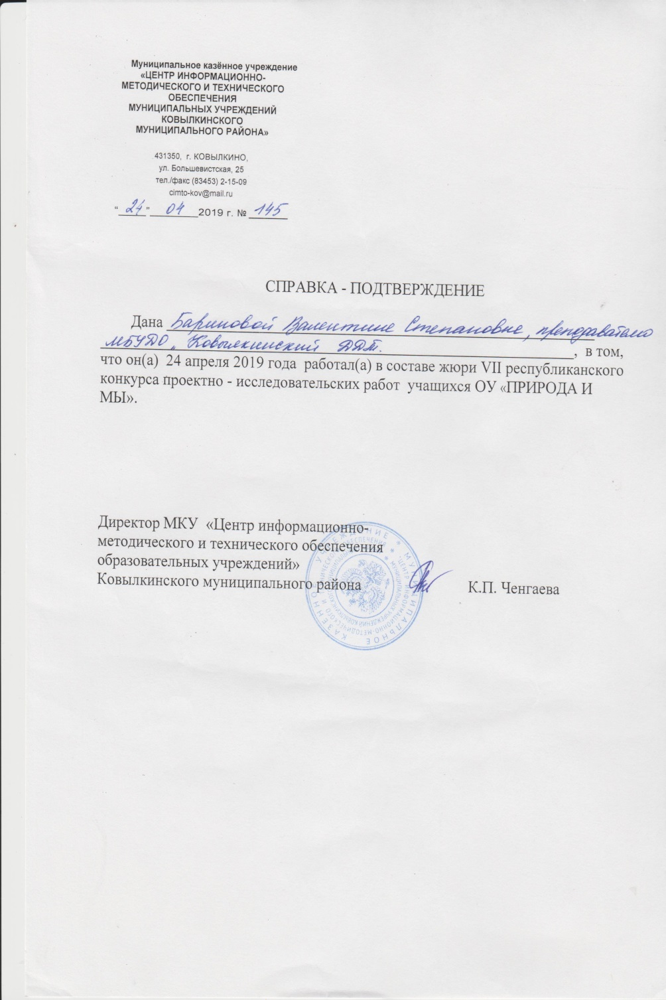 Муниципальное казённое учреждение
«ЦЕНТР ИНФОРМАЦИОННО-
МЕТОДИЧЕСКОГО И ТЕХНИЧЕСКОГО
ОБЕСПЕЧЕНИЯ
МУНИЦИПАЛЬНЫХ УЧРЕЖДЕНИЙ
КОВЫЛКИНСКОГО
МУНИЦИПАЛЬНОГО РАЙОНА»
431350, г. КОВЫЛКИНО,
ул. Большевистская, 25
тел./факс (83453) 2-15-09
cimto-kov@mail.ru
"24" 04 2019 г. № 145
СПРАВКА - ПОДТВЕРЖДЕНИЕ
Дана Бариновой Валентине Степановне, преподавателю
МБУДО „Ковылкинский ДДТ", в том,
что он(а) 24 апреля 2019 года работал(а) в составе жюри VII республиканского
конкурса проектно - исследовательских работ учащихся ОУ «ПРИРОДА И
МЫ».
Директор МКУ «Центр информационно-
методического и технического обеспечения
образовательных учреждений»
Ковылкинского муниципального района К.П. Ченгаева